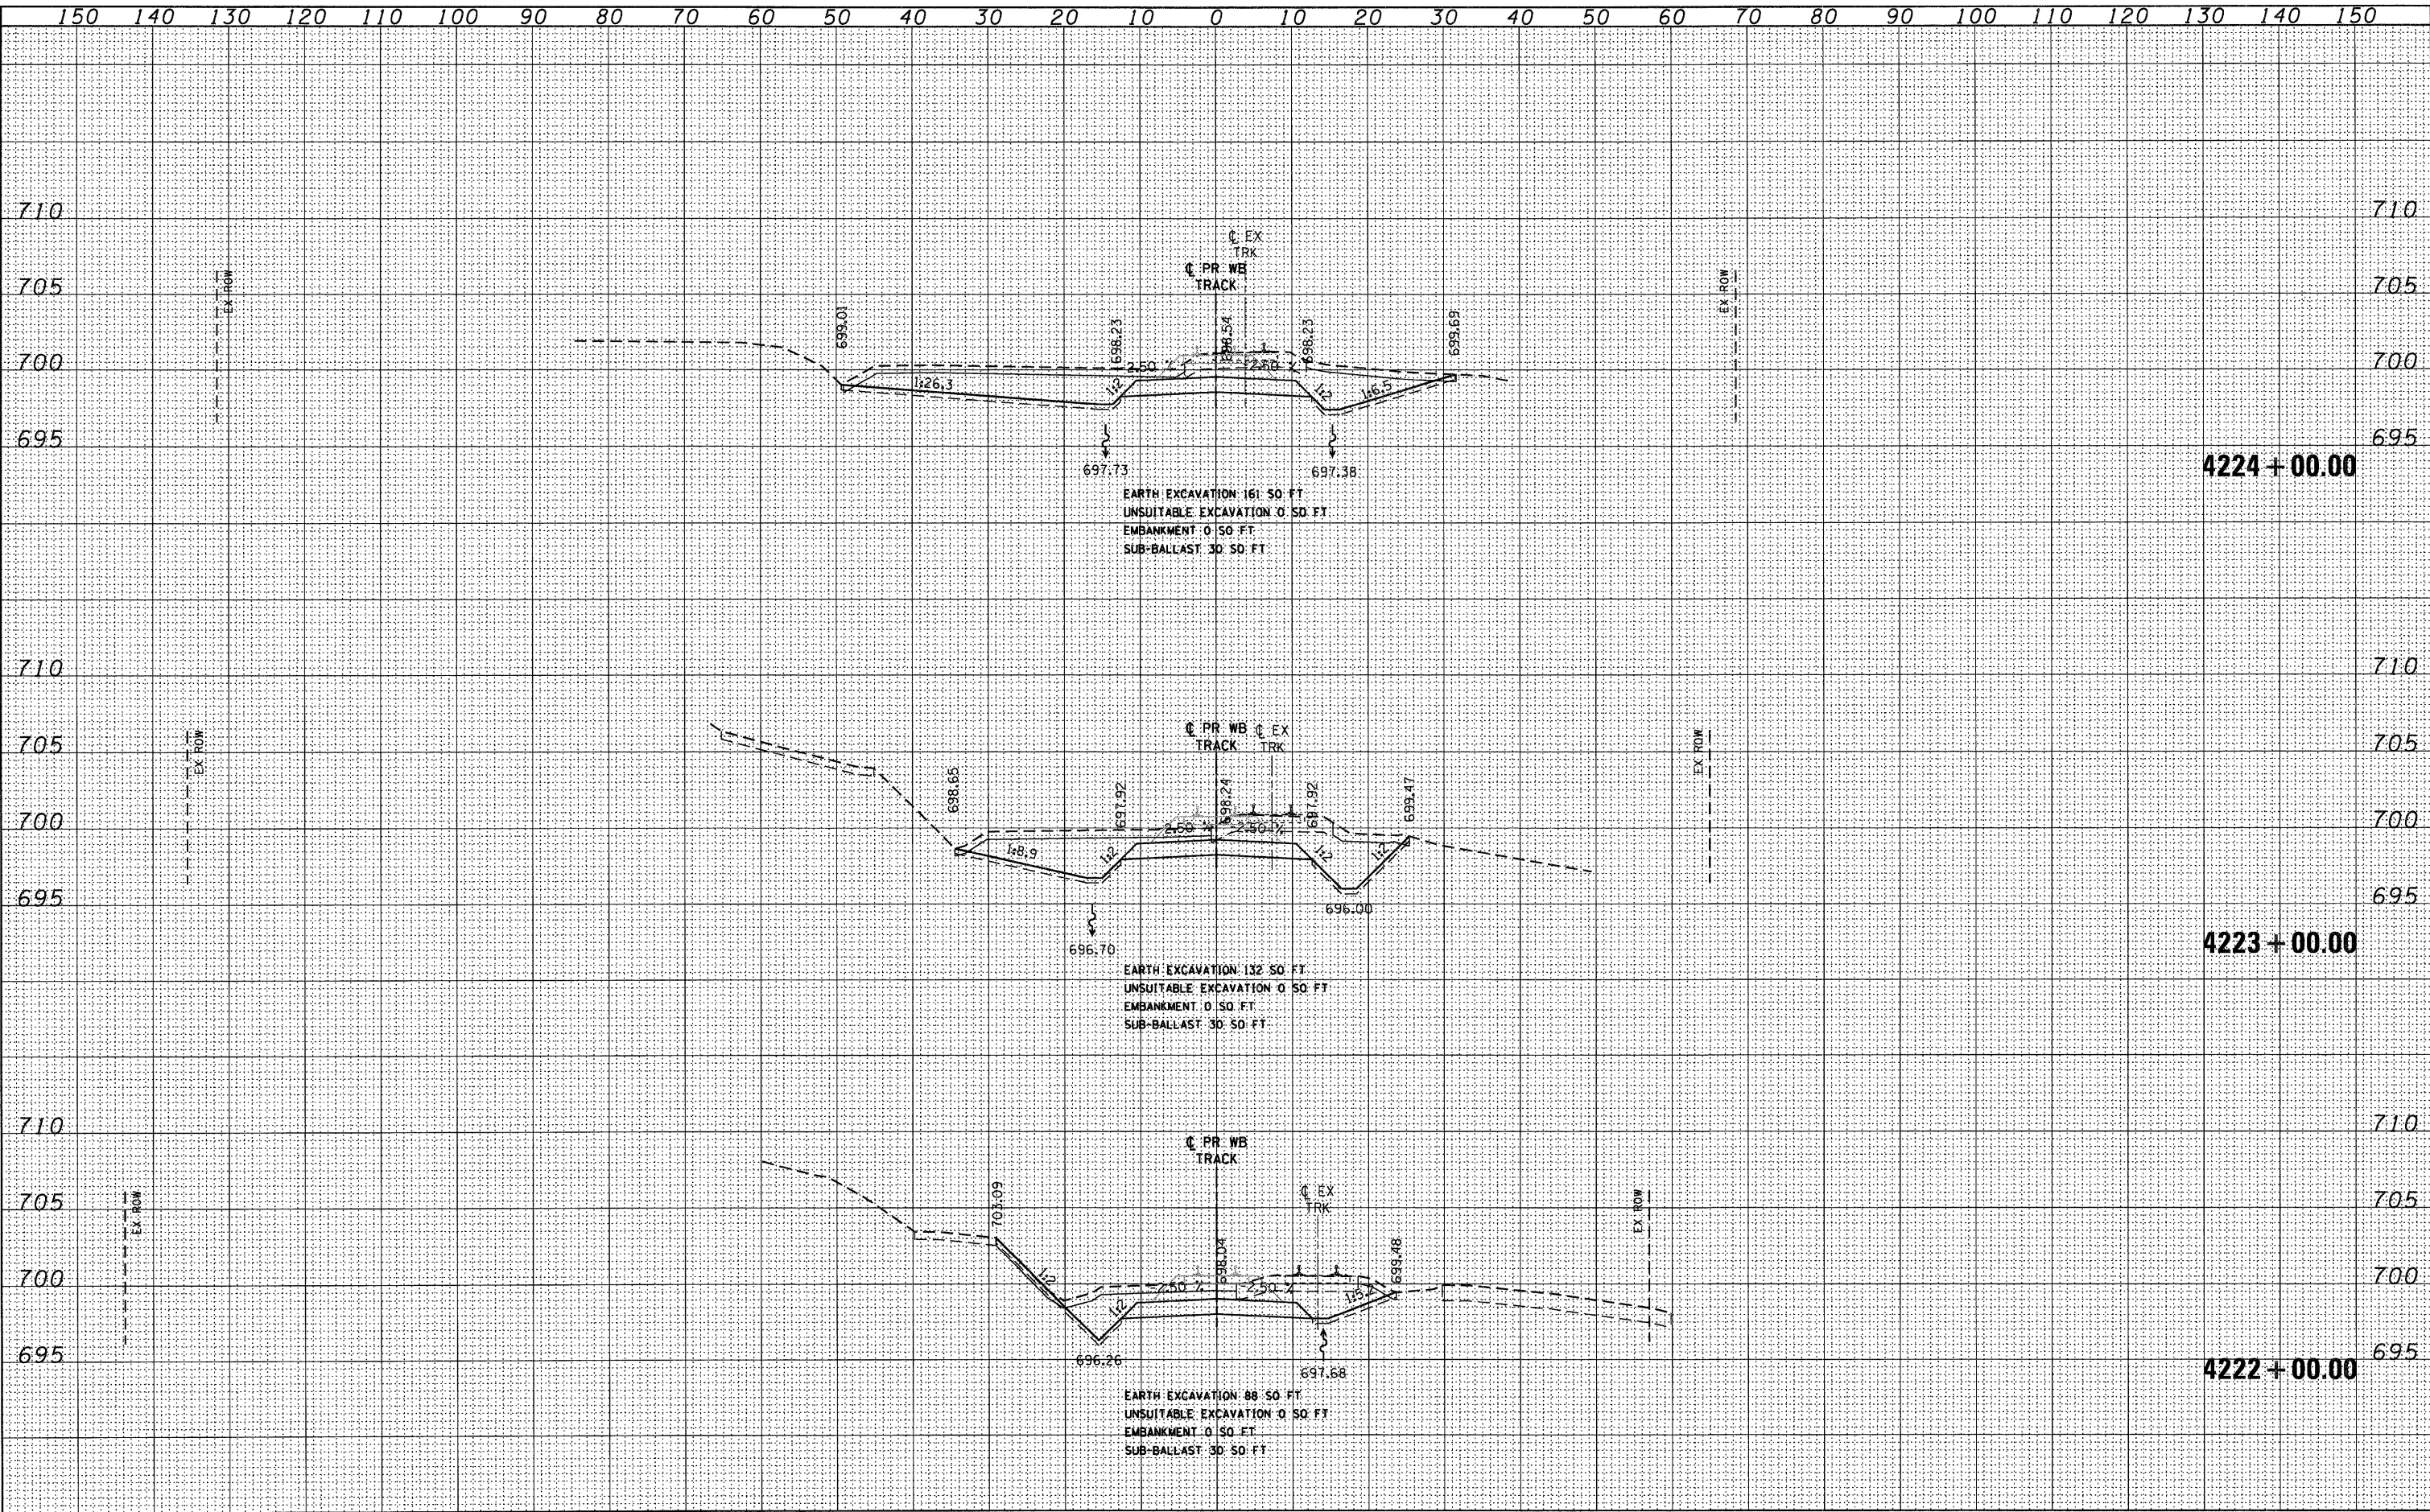 150 140 130 120 110 100 90 80 70 60 50 40 30 20 10 0 10 20 30 40 50 60 70 80 90 100 110 120 130 140 150
710 710
℄ EX
TRK
℄ PR WB
TRACK
705 EX ROW EX ROW 705
699.01 698.23 698.54 698.23 699.69
700 700
2.50 % -2.50 %
1:26.3 1:2 1:2 1:6.5
695 695
697.73 697.38
4224+00.00
EARTH EXCAVATION 161 SQ FT
UNSUITABLE EXCAVATION 0 SQ FT
EMBANKMENT 0 SQ FT
SUB-BALLAST 30 SQ FT
710 710
℄ PR WB ℄ EX
TRACK TRK
705 EX ROW EX ROW 705
698.65 697.92 698.24 697.92 699.47
700 700
2.50 % -2.50 %
1:8.9 1:2 1:2 1:2
695 695
696.00
696.70
4223+00.00
EARTH EXCAVATION 132 SQ FT
UNSUITABLE EXCAVATION 0 SQ FT
EMBANKMENT 0 SQ FT
SUB-BALLAST 30 SQ FT
710 710
℄ PR WB
TRACK
℄ EX
TRK
705 EX ROW EX ROW 705
703.09 698.04 699.48
700 700
1:2 -2.50 % -2.50 % 1:5.2
1:2
695 695
696.26
697.68
4222+00.00
EARTH EXCAVATION 88 SQ FT
UNSUITABLE EXCAVATION 0 SQ FT
EMBANKMENT 0 SQ FT
SUB-BALLAST 30 SQ FT